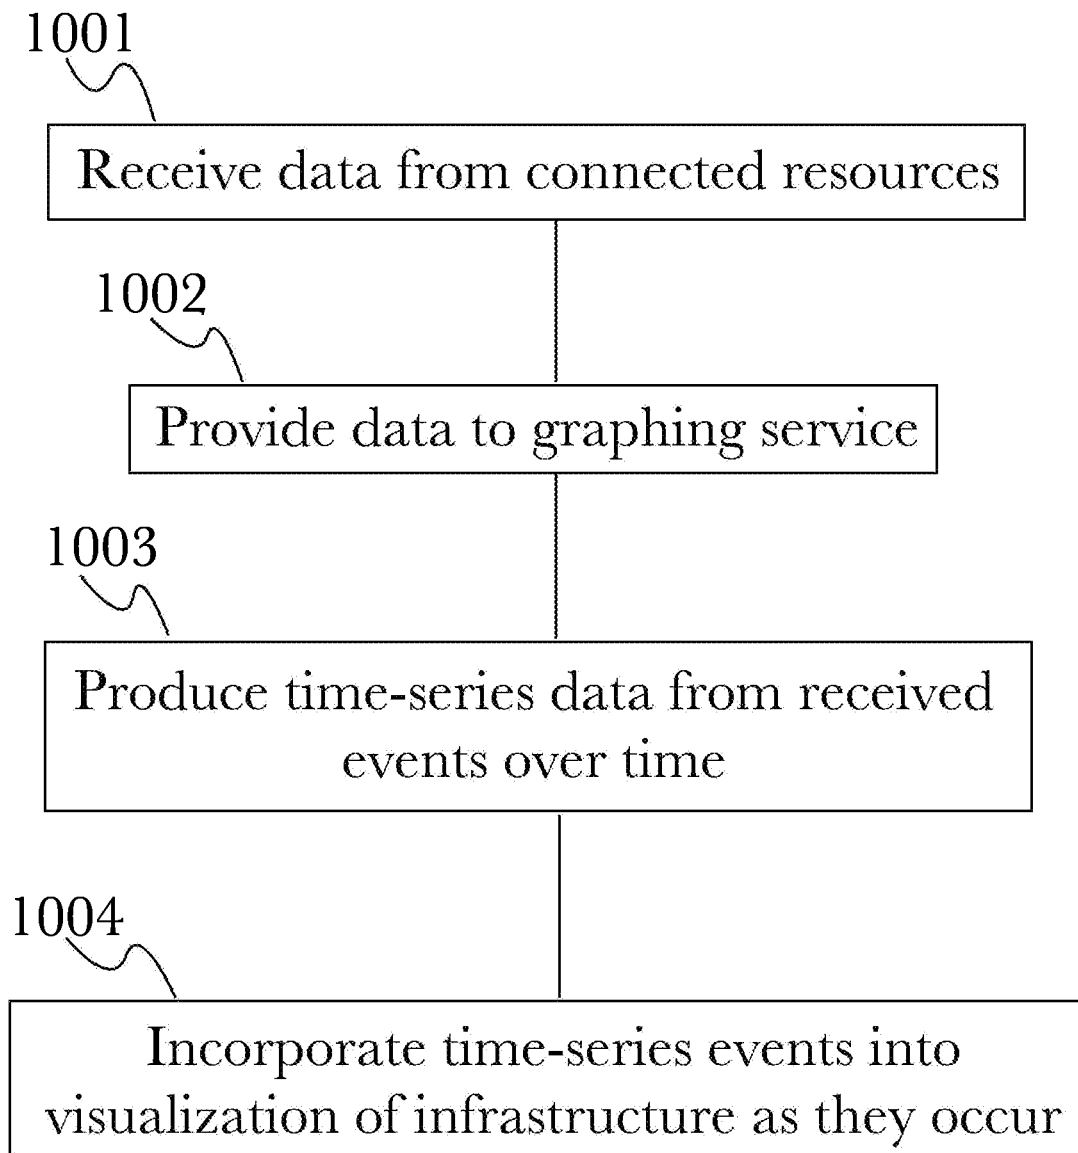 1001
Receive data from connected resources
1002
Provide data to graphing service
1003
Produce time-series data from received
events over time
1004
Incorporate time-series events into
visualization of infrastructure as they occur